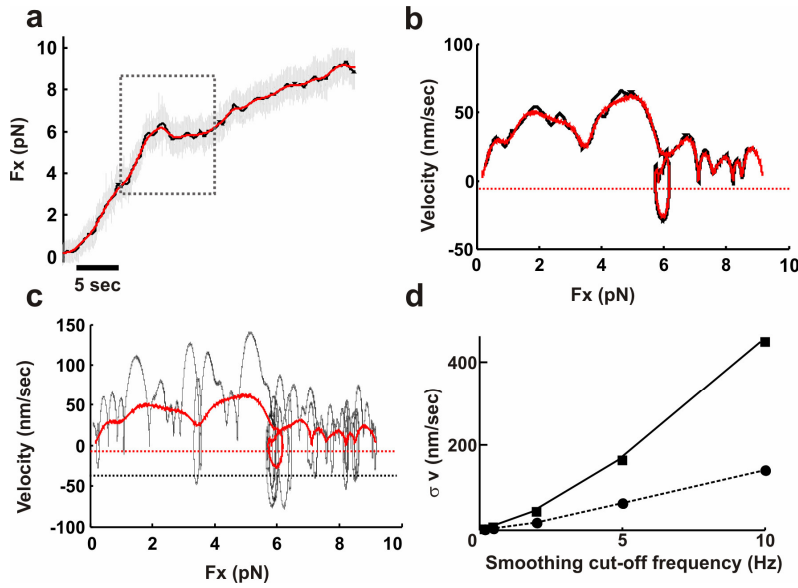 a
10
8
6
4
2
0
Fx (pN)
5 sec
b
100
50
0
-50
Velocity (nm/sec)
0 2 4 6 8 10
Fx (pN)
c
150
100
50
0
-50
-100
Velocity (nm/sec)
0 2 4 6 8 10
Fx (pN)
d
400
200
σ v (nm/sec)
0 5 10
Smoothing cut-off frequency (Hz)